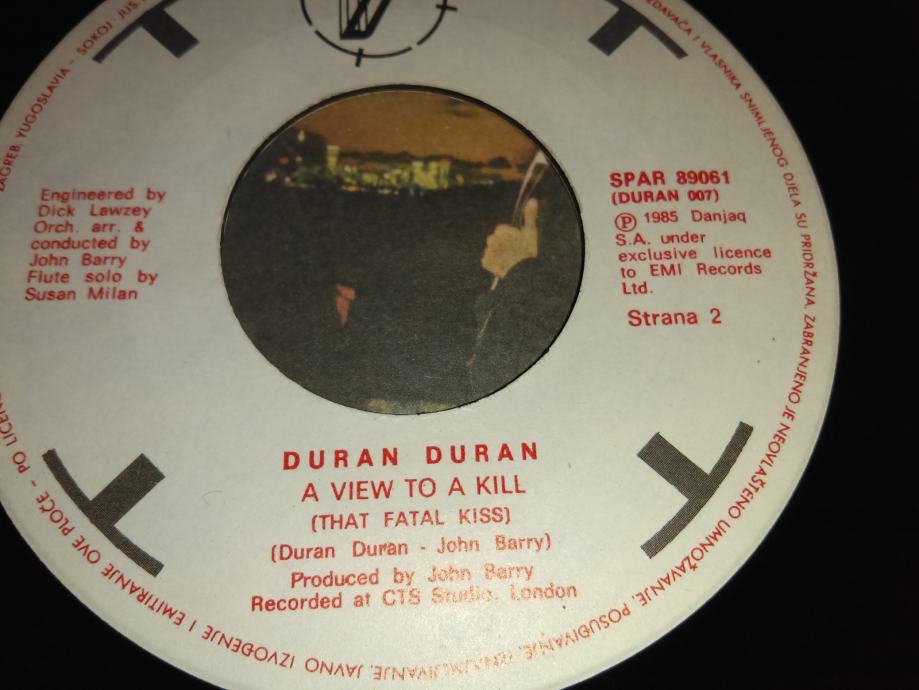 ZAGREB, YUGOSLAVIA - SOKOJ. JUS.
ZDAVAČA I VLASNIKA SNIMLJENOG DJELA SU PRIDRŽANA. ZABRANJENO JE NEOVLAŠTENO UMNOŽAVANJE, POSUĐIVANJE, IZNAJMLJIVANJE, JAVNO IZVOĐENJE I EMITIRANJE OVE PLOČE - PO LICENC
Engineered by
Dick Lawzey
Orch. arr. &
conducted by
John Barry
Flute solo by
Susan Milan
SPAR 89061
(DURAN 007)
Ⓟ 1985 Danjaq
S.A. under
exclusive licence
to EMI Records
Ltd.
Strana 2
DURAN DURAN
A VIEW TO A KILL
(THAT FATAL KISS)
(Duran Duran - John Barry)
Produced by John Barry
Recorded at CTS Studio, London